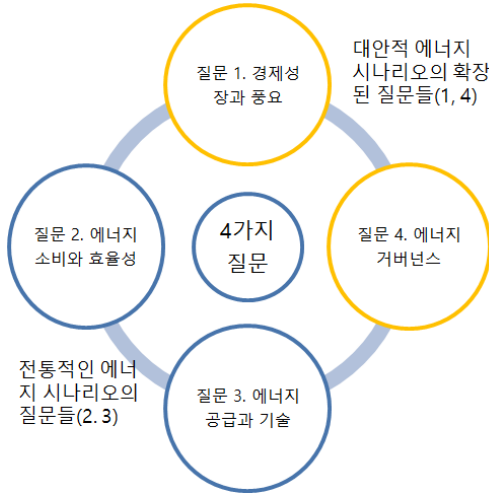 질문 1. 경제성
장과 풍요
대안적 에너지
시나리오의 확장
된 질문들(1, 4)
질문 2. 에너지
소비와 효율성
4가지
질문
질문 4. 에너지
거버넌스
전통적인 에너
지 시나리오의
질문들(2. 3)
질문 3. 에너지
공급과 기술